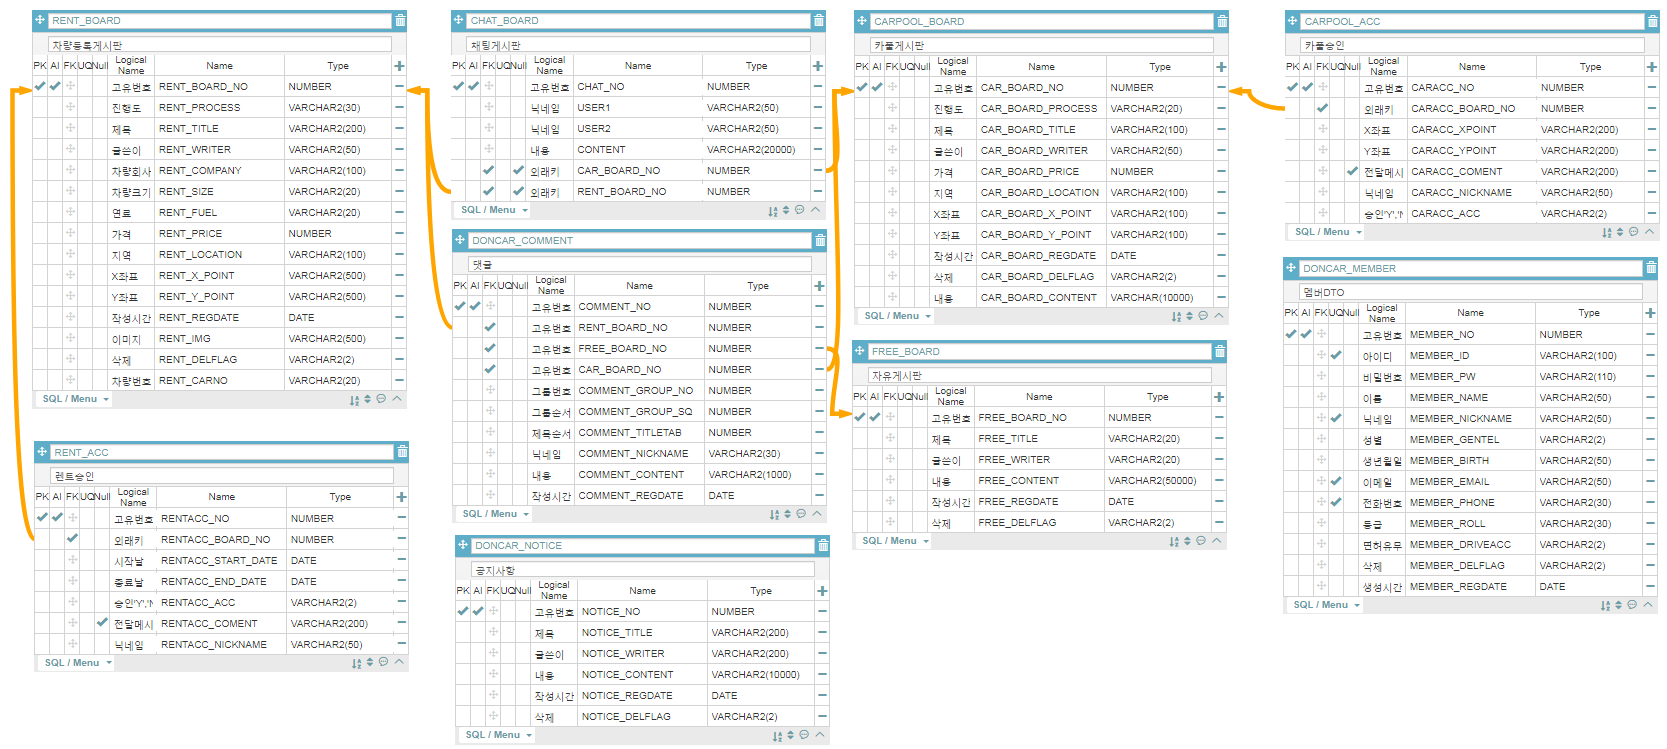 RENT_BOARD
차량등록게시판
PK AI FK UQ Null Logical Name Name Type
고유번호 RENT_BOARD_NO NUMBER
진행도 RENT_PROCESS VARCHAR2(30)
제목 RENT_TITLE VARCHAR2(200)
글쓴이 RENT_WRITER VARCHAR2(50)
차량회사 RENT_COMPANY VARCHAR2(100)
차량크기 RENT_SIZE VARCHAR2(20)
연료 RENT_FUEL VARCHAR2(20)
가격 RENT_PRICE NUMBER
지역 RENT_LOCATION VARCHAR2(100)
X좌표 RENT_X_POINT VARCHAR2(500)
Y좌표 RENT_Y_POINT VARCHAR2(500)
작성시간 RENT_REGDATE DATE
이미지 RENT_IMG VARCHAR2(500)
삭제 RENT_DELFLAG VARCHAR2(2)
차량번호 RENT_CARNO VARCHAR2(20)
SQL / Menu
RENT_ACC
렌트승인
PK AI FK UQ Null Logical Name Name Type
고유번호 RENTACC_NO NUMBER
외래키 RENTACC_BOARD_NO NUMBER
시작날 RENTACC_START_DATE DATE
종료날 RENTACC_END_DATE DATE
승인'Y','N RENTACC_ACC VARCHAR2(2)
전달메시 RENTACC_COMENT VARCHAR2(200)
닉네임 RENTACC_NICKNAME VARCHAR2(50)
SQL / Menu
CHAT_BOARD
채팅게시판
PK AI FK UQ Null Logical Name Name Type
고유번호 CHAT_NO NUMBER
닉네임 USER1 VARCHAR2(50)
닉네임 USER2 VARCHAR2(50)
내용 CONTENT VARCHAR2(20000)
외래키 CAR_BOARD_NO NUMBER
외래키 RENT_BOARD_NO NUMBER
SQL / Menu
DONCAR_COMMENT
댓글
PK AI FK UQ Null Logical Name Name Type
고유번호 COMMENT_NO NUMBER
고유번호 RENT_BOARD_NO NUMBER
고유번호 FREE_BOARD_NO NUMBER
고유번호 CAR_BOARD_NO NUMBER
그룹번호 COMMENT_GROUP_NO NUMBER
그룹순서 COMMENT_GROUP_SQ NUMBER
제목순서 COMMENT_TITLETAB NUMBER
닉네임 COMMENT_NICKNAME VARCHAR2(30)
내용 COMMENT_CONTENT VARCHAR2(1000)
작성시간 COMMENT_REGDATE DATE
SQL / Menu
DONCAR_NOTICE
공지사항
PK AI FK UQ Null Logical Name Name Type
고유번호 NOTICE_NO NUMBER
제목 NOTICE_TITLE VARCHAR2(200)
글쓴이 NOTICE_WRITER VARCHAR2(200)
내용 NOTICE_CONTENT VARCHAR2(10000)
작성시간 NOTICE_REGDATE DATE
삭제 NOTICE_DELFLAG VARCHAR2(2)
SQL / Menu
CARPOOL_BOARD
카풀게시판
PK AI FK UQ Null Logical Name Name Type
고유번호 CAR_BOARD_NO NUMBER
진행도 CAR_BOARD_PROCESS VARCHAR2(20)
제목 CAR_BOARD_TITLE VARCHAR2(100)
글쓴이 CAR_BOARD_WRITER VARCHAR2(50)
가격 CAR_BOARD_PRICE NUMBER
지역 CAR_BOARD_LOCATION VARCHAR2(100)
X좌표 CAR_BOARD_X_POINT VARCHAR2(100)
Y좌표 CAR_BOARD_Y_POINT VARCHAR2(100)
작성시간 CAR_BOARD_REGDATE DATE
삭제 CAR_BOARD_DELFLAG VARCHAR2(2)
내용 CAR_BOARD_CONTENT VARCHAR(10000)
SQL / Menu
FREE_BOARD
자유게시판
PK AI FK UQ Null Logical Name Name Type
고유번호 FREE_BOARD_NO NUMBER
제목 FREE_TITLE VARCHAR2(20)
글쓴이 FREE_WRITER VARCHAR2(20)
내용 FREE_CONTENT VARCHAR2(50000)
작성시간 FREE_REGDATE DATE
삭제 FREE_DELFLAG VARCHAR2(2)
SQL / Menu
CARPOOL_ACC
카풀승인
PK AI FK UQ Null Logical Name Name Type
고유번호 CARACC_NO NUMBER
외래키 CARACC_BOARD_NO NUMBER
X좌표 CARACC_XPOINT VARCHAR2(200)
Y좌표 CARACC_YPOINT VARCHAR2(200)
전달메시 CARACC_COMENT VARCHAR2(200)
닉네임 CARACC_NICKNAME VARCHAR2(50)
승인'Y','N CARACC_ACC VARCHAR2(2)
SQL / Menu
DONCAR_MEMBER
멤버DTO
PK AI FK UQ Null Logical Name Name Type
고유번호 MEMBER_NO NUMBER
아이디 MEMBER_ID VARCHAR2(100)
비밀번호 MEMBER_PW VARCHAR2(110)
이름 MEMBER_NAME VARCHAR2(50)
닉네임 MEMBER_NICKNAME VARCHAR2(50)
성별 MEMBER_GENTEL VARCHAR2(2)
생년월일 MEMBER_BIRTH VARCHAR2(50)
이메일 MEMBER_EMAIL VARCHAR2(50)
전화번호 MEMBER_PHONE VARCHAR2(30)
등급 MEMBER_ROLL VARCHAR2(30)
면허유무 MEMBER_DRIVEACC VARCHAR2(2)
삭제 MEMBER_DELFLAG VARCHAR2(2)
생성시간 MEMBER_REGDATE DATE
SQL / Menu